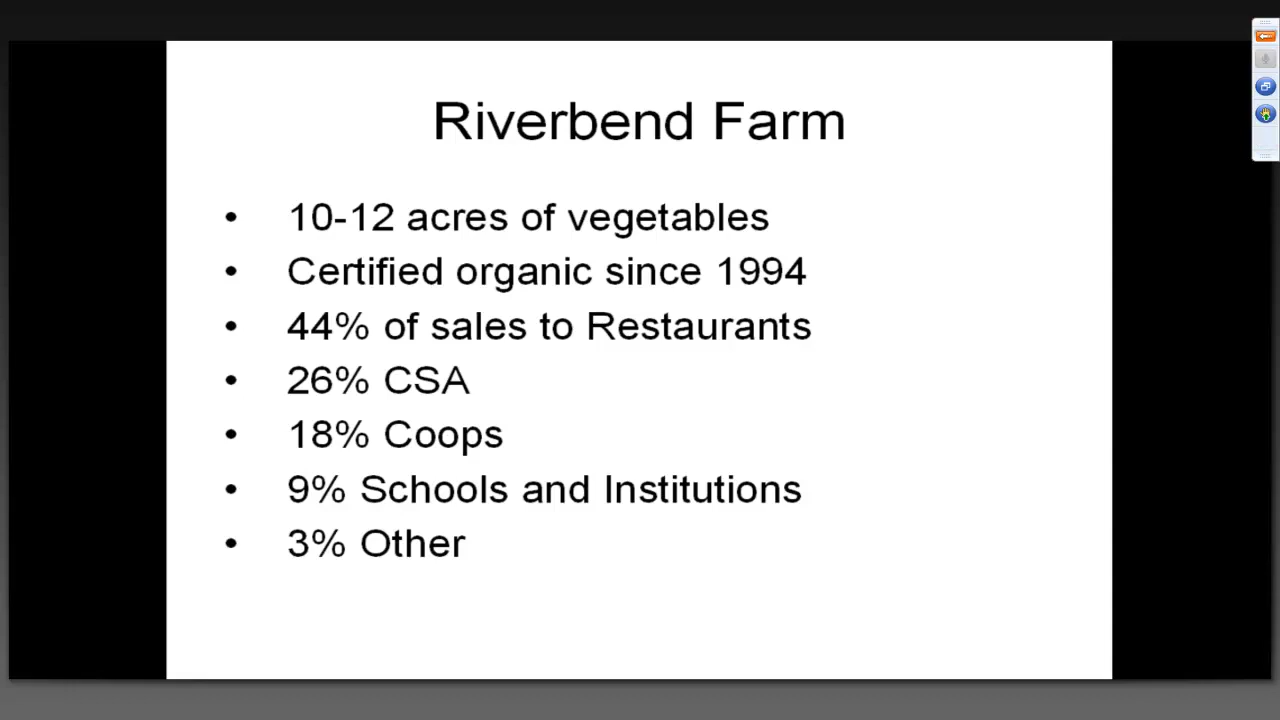 Riverbend Farm
• 10-12 acres of vegetables
• Certified organic since 1994
• 44% of sales to Restaurants
• 26% CSA
• 18% Coops
• 9% Schools and Institutions
• 3% Other